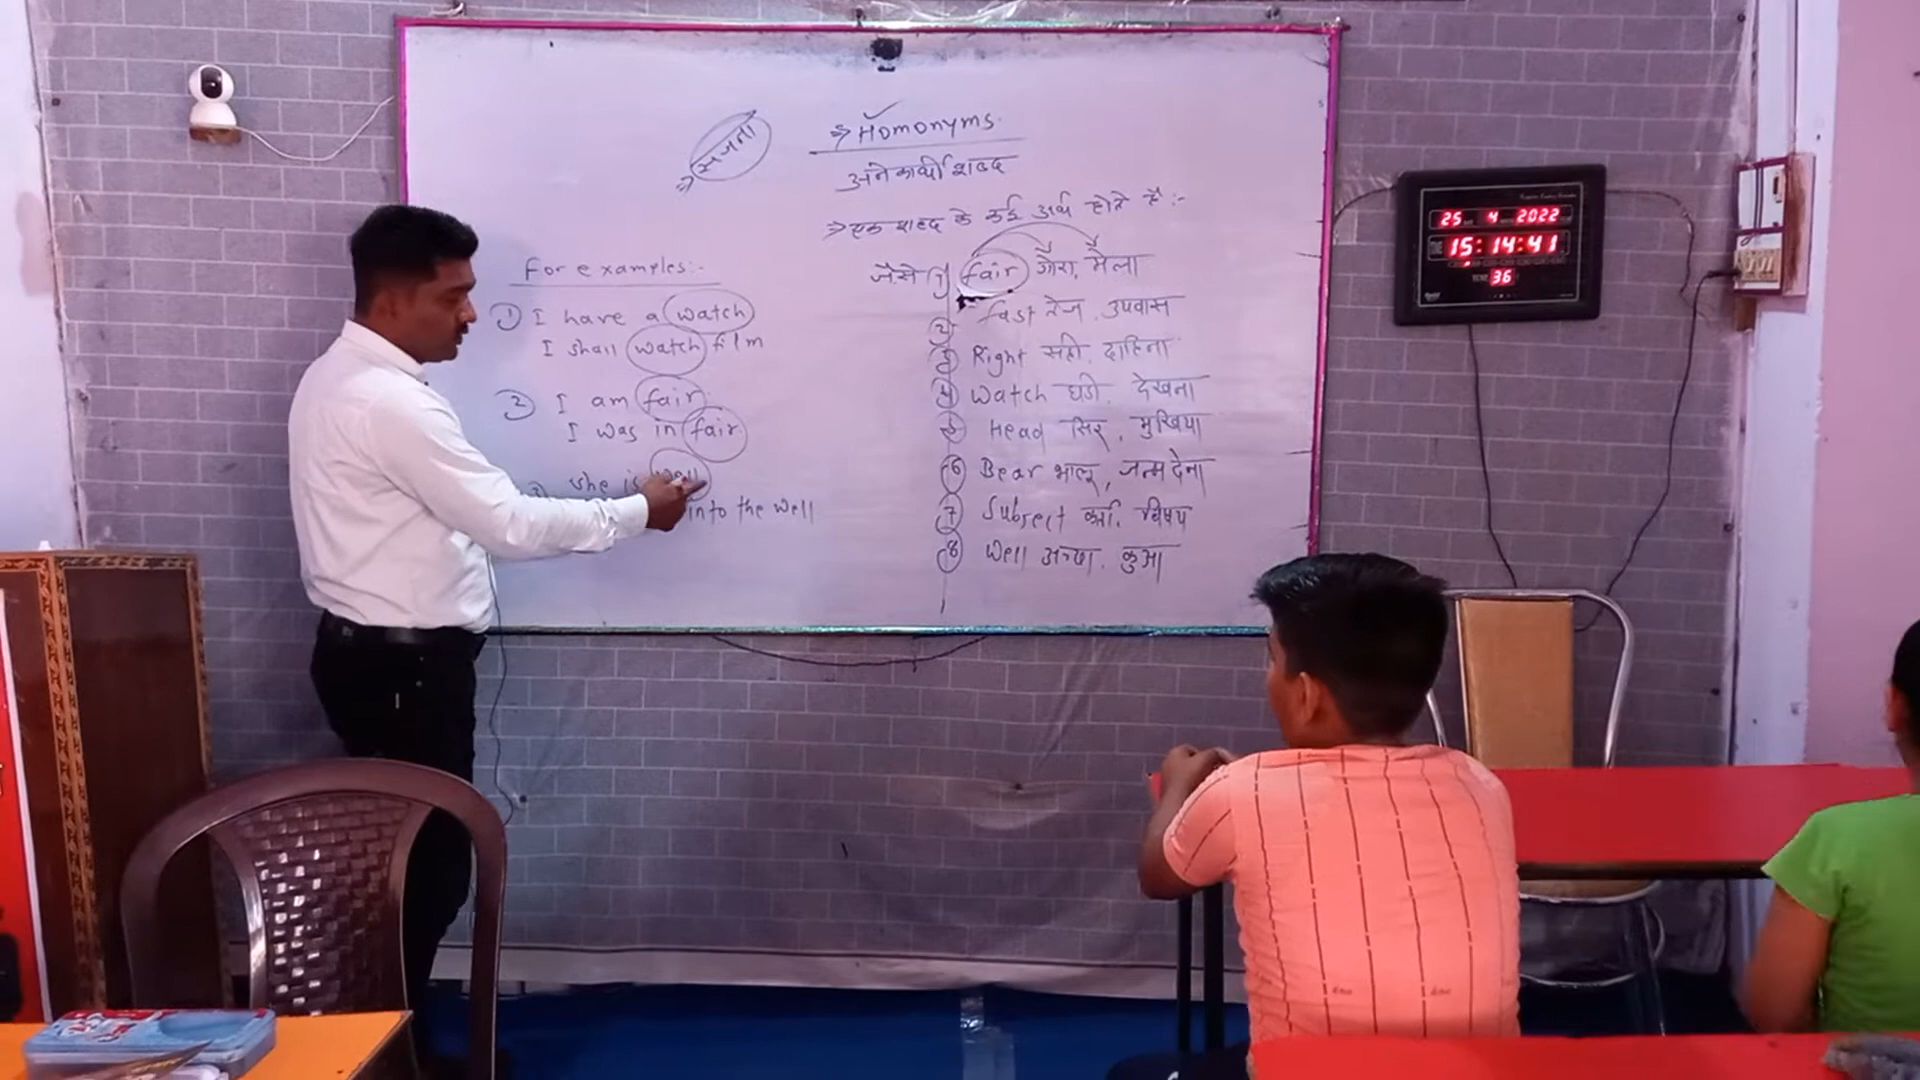 सजना
→ Homonyms.
अनेकार्थी शब्द
→ एक शब्द के कई अर्थ होते है :-
For examples:-
① I have a watch
I shall watch film
② I am fair
I was in fair
③ she is well
into the well
जैसे ① fair गौरा, मेला
② fast तेज, उपवास
③ Right सही, दाहिना
④ Watch घड़ी, देखना
⑤ Head सिर, मुखिया
⑥ Bear भालू, जन्म देना
⑦ Subject कर्ता, विषय
⑧ Well अच्छा, कुआ
25 4 2022
15:14:41
36